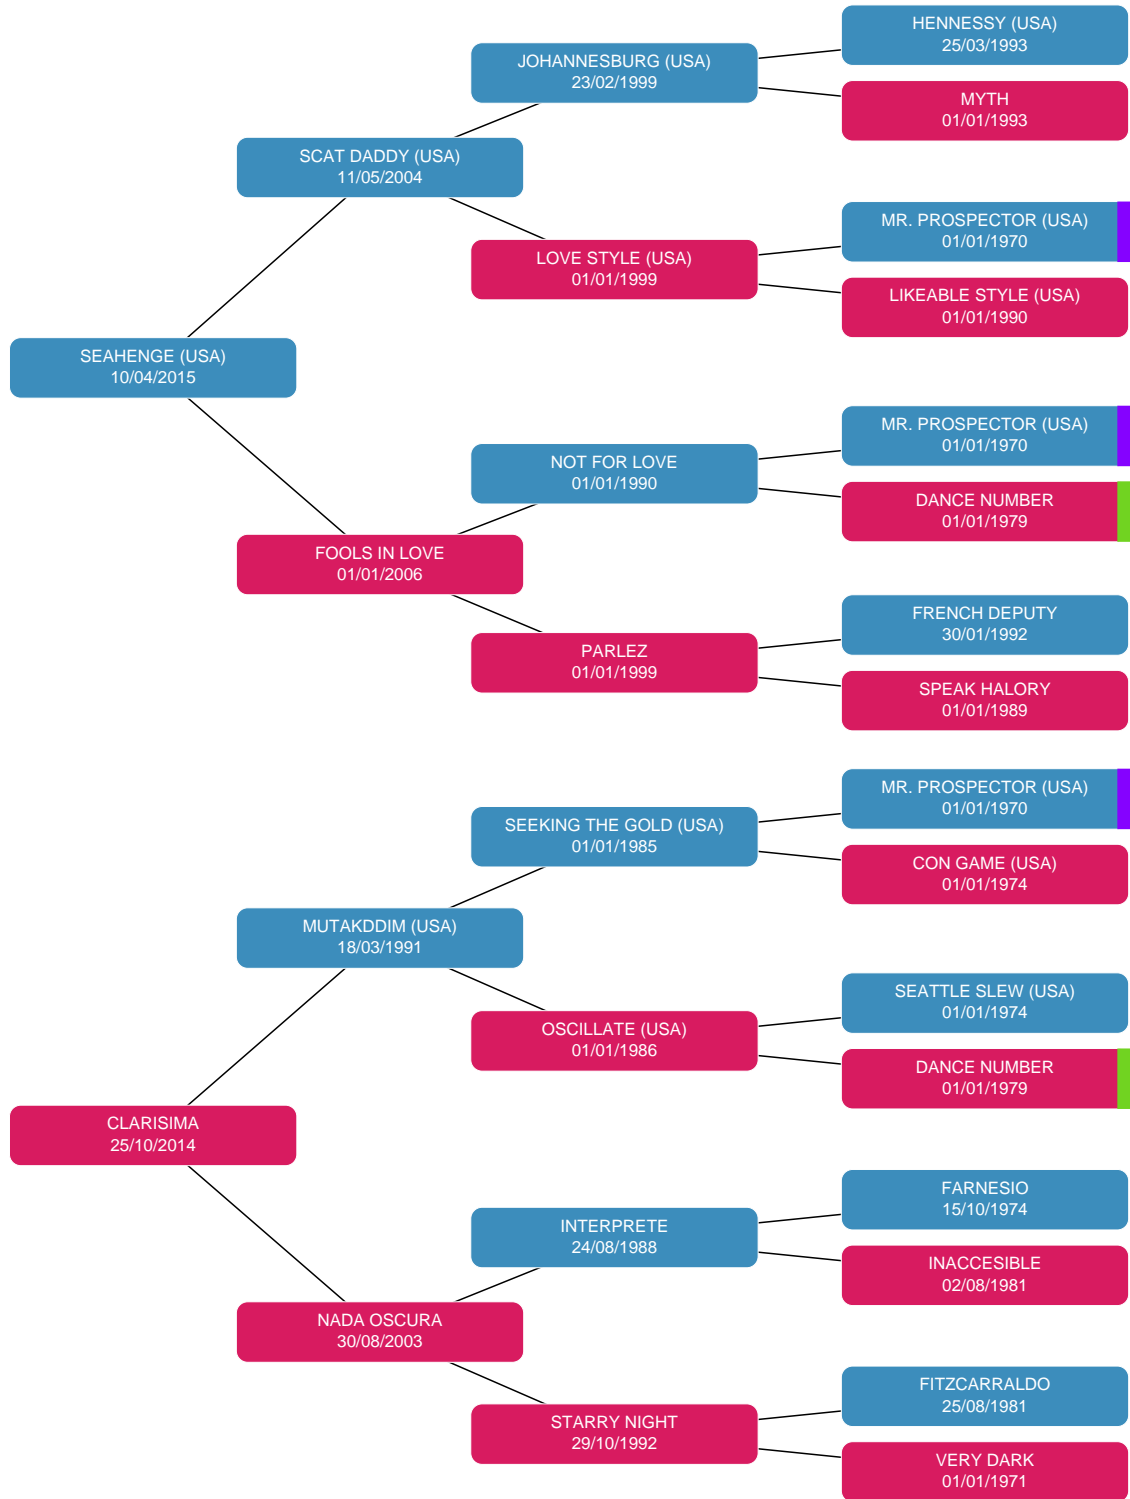 HENNESSY (USA)
25/03/1993
JOHANNESBURG (USA)
23/02/1999
MYTH
01/01/1993
SCAT DADDY (USA)
11/05/2004
MR. PROSPECTOR (USA)
01/01/1970
LOVE STYLE (USA)
01/01/1999
LIKEABLE STYLE (USA)
01/01/1990
SEAHENGE (USA)
10/04/2015
MR. PROSPECTOR (USA)
01/01/1970
NOT FOR LOVE
01/01/1990
DANCE NUMBER
01/01/1979
FOOLS IN LOVE
01/01/2006
FRENCH DEPUTY
30/01/1992
PARLEZ
01/01/1999
SPEAK HALORY
01/01/1989
MR. PROSPECTOR (USA)
01/01/1970
SEEKING THE GOLD (USA)
01/01/1985
CON GAME (USA)
01/01/1974
MUTAKDDIM (USA)
18/03/1991
SEATTLE SLEW (USA)
01/01/1974
OSCILLATE (USA)
01/01/1986
DANCE NUMBER
01/01/1979
CLARISIMA
25/10/2014
FARNESIO
15/10/1974
INTERPRETE
24/08/1988
INACCESIBLE
02/08/1981
NADA OSCURA
30/08/2003
FITZCARRALDO
25/08/1981
STARRY NIGHT
29/10/1992
VERY DARK
01/01/1971